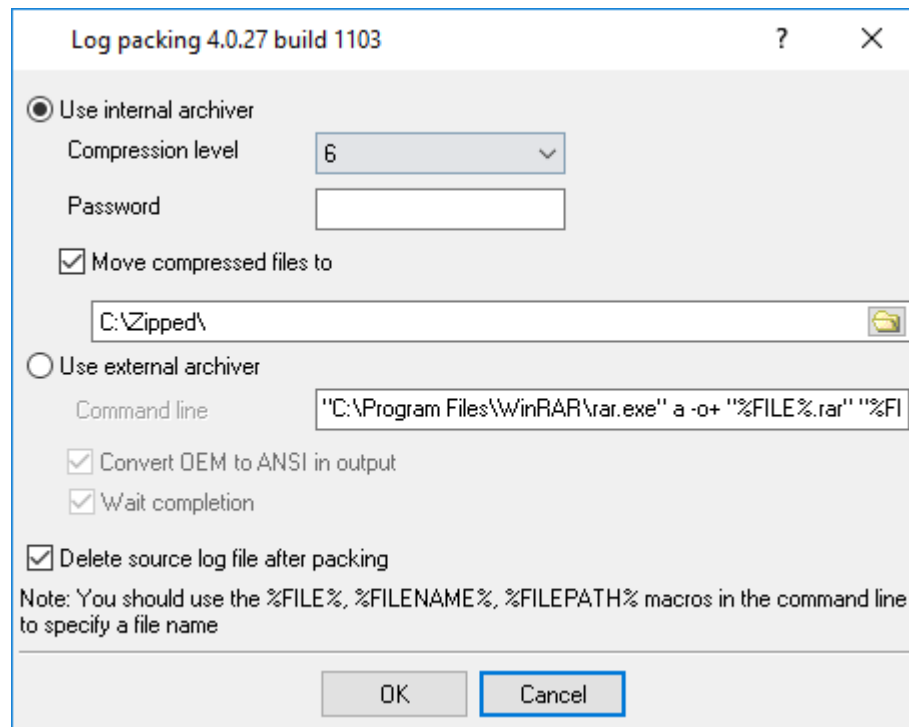 Log packing 4.0.27 build 1103
?
Use internal archiver
Compression level
6
Password
Move compressed files to
C:\Zipped\
Use external archiver
Command line
"C:\Program Files\WinRAR\rar.exe" a -o+ "%FILE%.rar" "%FI
Convert OEM to ANSI in output
Wait completion
Delete source log file after packing
Note: You should use the %FILE%, %FILENAME%, %FILEPATH% macros in the command line
to specify a file name
OK
Cancel